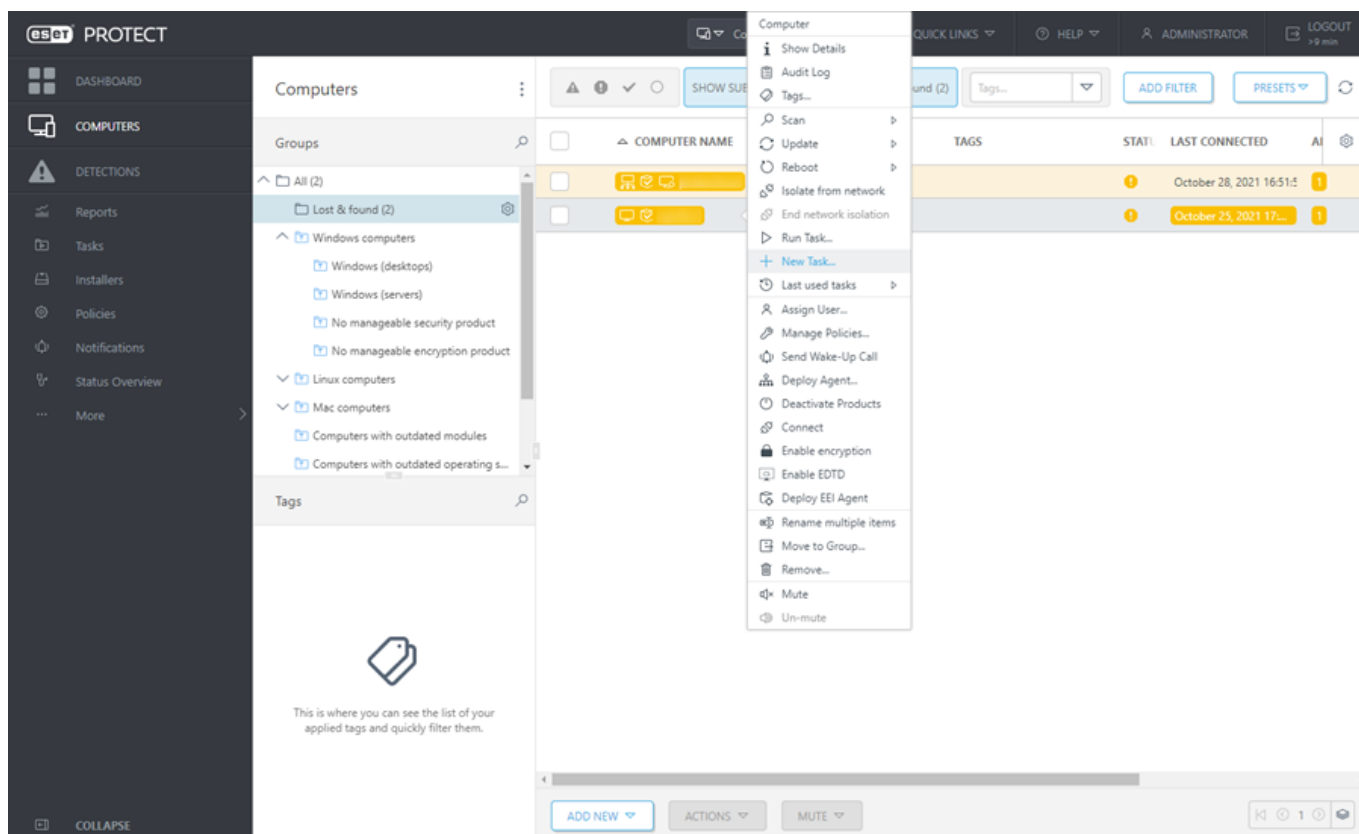 eset PROTECT
Co
QUICK LINKS
HELP
ADMINISTRATOR
LOGOUT
>9 min
DASHBOARD
COMPUTERS
DETECTIONS
Reports
Tasks
Installers
Policies
Notifications
Status Overview
More
COLLAPSE
Computers
Groups
All (2)
Lost & found (2)
Windows computers
Windows (desktops)
Windows (servers)
No manageable security product
No manageable encryption product
Linux computers
Mac computers
Computers with outdated modules
Computers with outdated operating s...
Tags
This is where you can see the list of your
applied tags and quickly filter them.
SHOW SUB
und (2)
Tags...
ADD FILTER
PRESETS
COMPUTER NAME
TAGS
STATU
LAST CONNECTED
Al
October 28, 2021 16:51:5
1
October 25, 2021 17:...
1
Computer
Show Details
Audit Log
Tags...
Scan
Update
Reboot
Isolate from network
End network isolation
Run Task...
New Task...
Last used tasks
Assign User...
Manage Policies...
Send Wake-Up Call
Deploy Agent...
Deactivate Products
Connect
Enable encryption
Enable EDTD
Deploy EEI Agent
Rename multiple items
Move to Group...
Remove...
Mute
Un-mute
ADD NEW
ACTIONS
MUTE
1